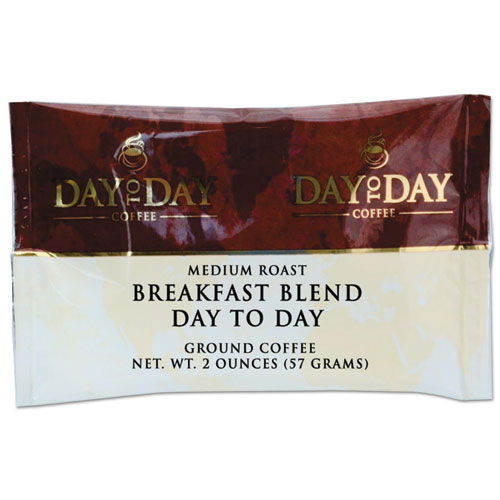 DAY TO DAY
COFFEE
DAY TO DAY
COFFEE
MEDIUM ROAST
BREAKFAST BLEND
DAY TO DAY
GROUND COFFEE
NET. WT. 2 OUNCES (57 GRAMS)